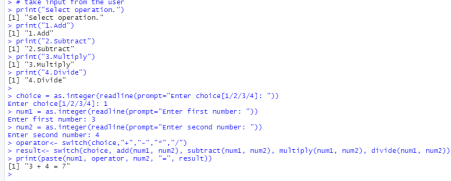 > # take input from the user
> print("Select operation.")
[1] "Select operation."
> print("1.Add")
[1] "1.Add"
> print("2.Subtract")
[1] "2.Subtract"
> print("3.Multiply")
[1] "3.Multiply"
> print("4.Divide")
[1] "4.Divide"
>
> choice = as.integer(readline(prompt="Enter choice[1/2/3/4]: "))
Enter choice[1/2/3/4]: 1
> num1 = as.integer(readline(prompt="Enter first number: "))
Enter first number: 3
> num2 = as.integer(readline(prompt="Enter second number: "))
Enter second number: 4
> operator<- switch(choice,"+","-","*","/")
> result<- switch(choice, add(num1, num2), subtract(num1, num2), multiply(num1, num2), divide(num1, num2))
> print(paste(num1, operator, num2, "=", result))
[1] "3 + 4 = 7"
>